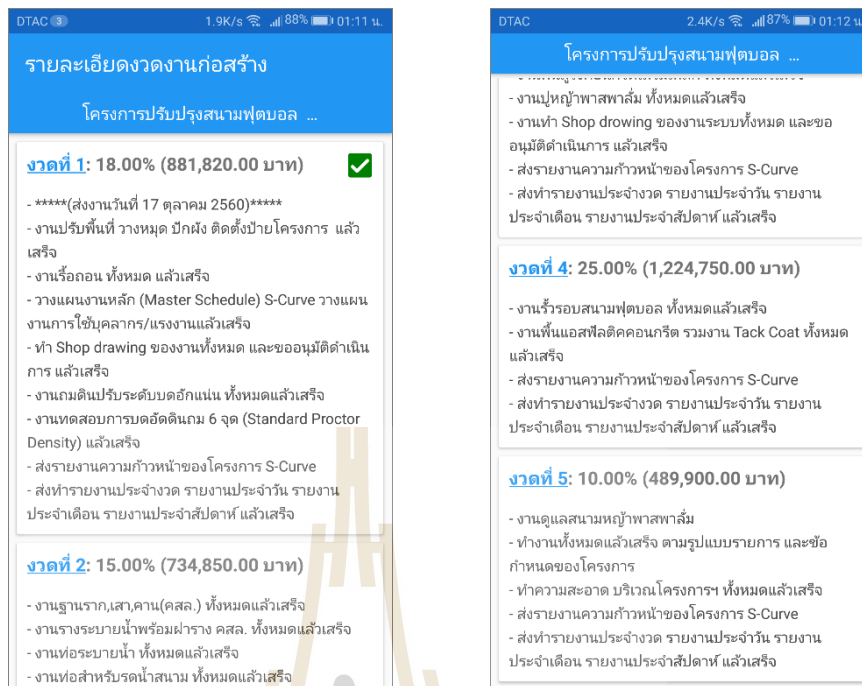 DTAC 3 1.9K/s 88% 01:11 น.
รายละเอียดงวดงานก่อสร้าง
โครงการปรับปรุงสนามฟุตบอล ...
งวดที่ 1: 18.00% (881,820.00 บาท)
- *****(ส่งงานวันที่ 17 ตุลาคม 2560)*****
- งานปรับพื้นที่ วางหมุด ปักผัง ติดตั้งป้ายโครงการ แล้ว
เสร็จ
- งานรื้อถอน ทั้งหมด แล้วเสร็จ
- วางแผนงานหลัก (Master Schedule) S-Curve วางแผน
งานการใช้บุคลากร/แรงงานแล้วเสร็จ
- ทำ Shop drawing ของงานทั้งหมด และขออนุมัติดำเนิน
การ แล้วเสร็จ
- งานถมดินปรับระดับบดอักแน่น ทั้งหมดแล้วเสร็จ
- งานทดสอบการบดอัดดินถม 6 จุด (Standard Proctor
Density) แล้วเสร็จ
- ส่งรายงานความก้าวหน้าของโครงการ S-Curve
- ส่งทำรายงานประจำงวด รายงานประจำวัน รายงาน
ประจำเดือน รายงานประจำสัปดาห์ แล้วเสร็จ
งวดที่ 2: 15.00% (734,850.00 บาท)
- งานฐานราก,เสา,คาน(คสล.) ทั้งหมดแล้วเสร็จ
- งานรางระบายน้ำพร้อมฝาราง คสล. ทั้งหมดแล้วเสร็จ
- งานท่อระบายน้ำ ทั้งหมดแล้วเสร็จ
- งานท่อสำหรับรดน้ำสนาม ทั้งหมดแล้วเสร็จ
DTAC 2.4K/s 87% 01:12 น
โครงการปรับปรุงสนามฟุตบอล ...
- งานปูหญ้าพาสพาลั่ม ทั้งหมดแล้วเสร็จ
- งานทำ Shop drowing ของงานระบบทั้งหมด และขอ
อนุมัติดำเนินการ แล้วเสร็จ
- ส่งรายงานความก้าวหน้าของโครงการ S-Curve
- ส่งทำรายงานประจำงวด รายงานประจำวัน รายงาน
ประจำเดือน รายงานประจำสัปดาห์ แล้วเสร็จ
งวดที่ 4: 25.00% (1,224,750.00 บาท)
- งานรั้วรอบสนามฟุตบอล ทั้งหมดแล้วเสร็จ
- งานพื้นแอสฟัลติคคอนกรีต รวมงาน Tack Coat ทั้งหมด
แล้วเสร็จ
- ส่งรายงานความก้าวหน้าของโครงการ S-Curve
- ส่งทำรายงานประจำงวด รายงานประจำวัน รายงาน
ประจำเดือน รายงานประจำสัปดาห์ แล้วเสร็จ
งวดที่ 5: 10.00% (489,900.00 บาท)
- งานดูแลสนามหญ้าพาสพาลั่ม
- ทำงานทั้งหมดแล้วเสร็จ ตามรูปแบบรายการ และข้อ
กำหนดของโครงการ
- ทำความสะอาด บริเวณโครงการฯ ทั้งหมดแล้วเสร็จ
- ส่งรายงานความก้าวหน้าของโครงการ S-Curve
- ส่งทำรายงานประจำงวด รายงานประจำวัน รายงาน
ประจำเดือน รายงานประจำสัปดาห์ แล้วเสร็จ